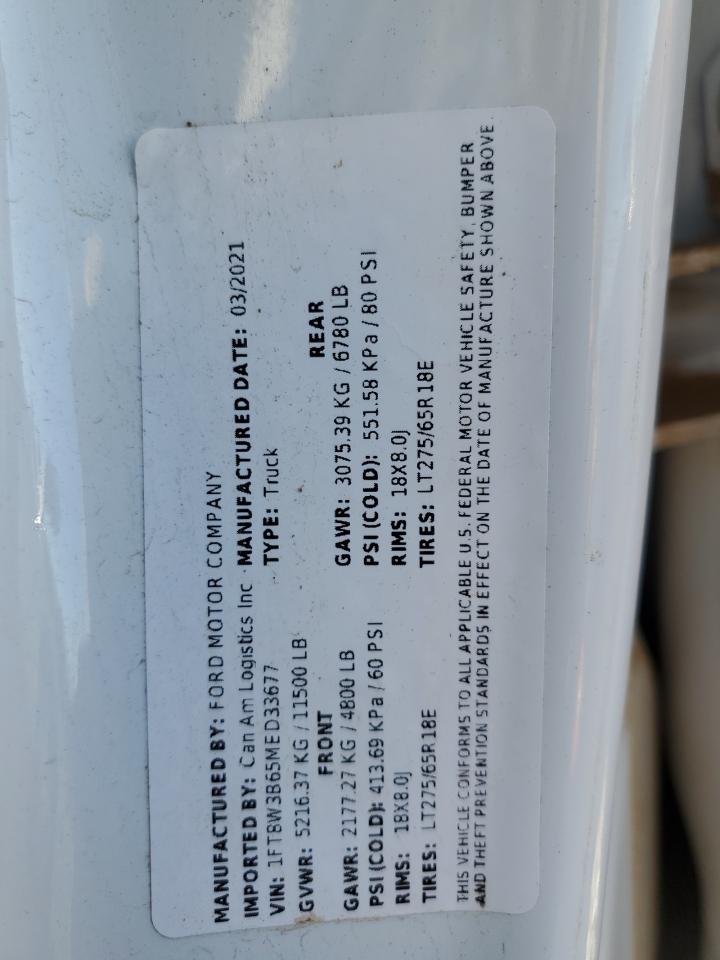 MANUFACTURED BY: FORD MOTOR COMPANY
IMPORTED BY: Can Am Logistics Inc MANUFACTURED DATE: 03/2021
VIN: 1FT8W3B65MED33677 TYPE: Truck
GVWR: 5216.37 KG / 11500 LB
FRONT REAR
GAWR: 2177.27 KG / 4800 LB GAWR: 3075.39 KG / 6780 LB
PSI (COLD): 413.69 KPa / 60 PSI PSI (COLD): 551.58 KPa / 80 PSI
RIMS: 18X8.0J RIMS: 18X8.0J
TIRES: LT275/65R18E TIRES: LT275/65R18E
THIS VEHICLE CONFORMS TO ALL APPLICABLE U.S. FEDERAL MOTOR VEHICLE SAFETY, BUMPER
AND THEFT PREVENTION STANDARDS IN EFFECT ON THE DATE OF MANUFACTURE SHOWN ABOVE